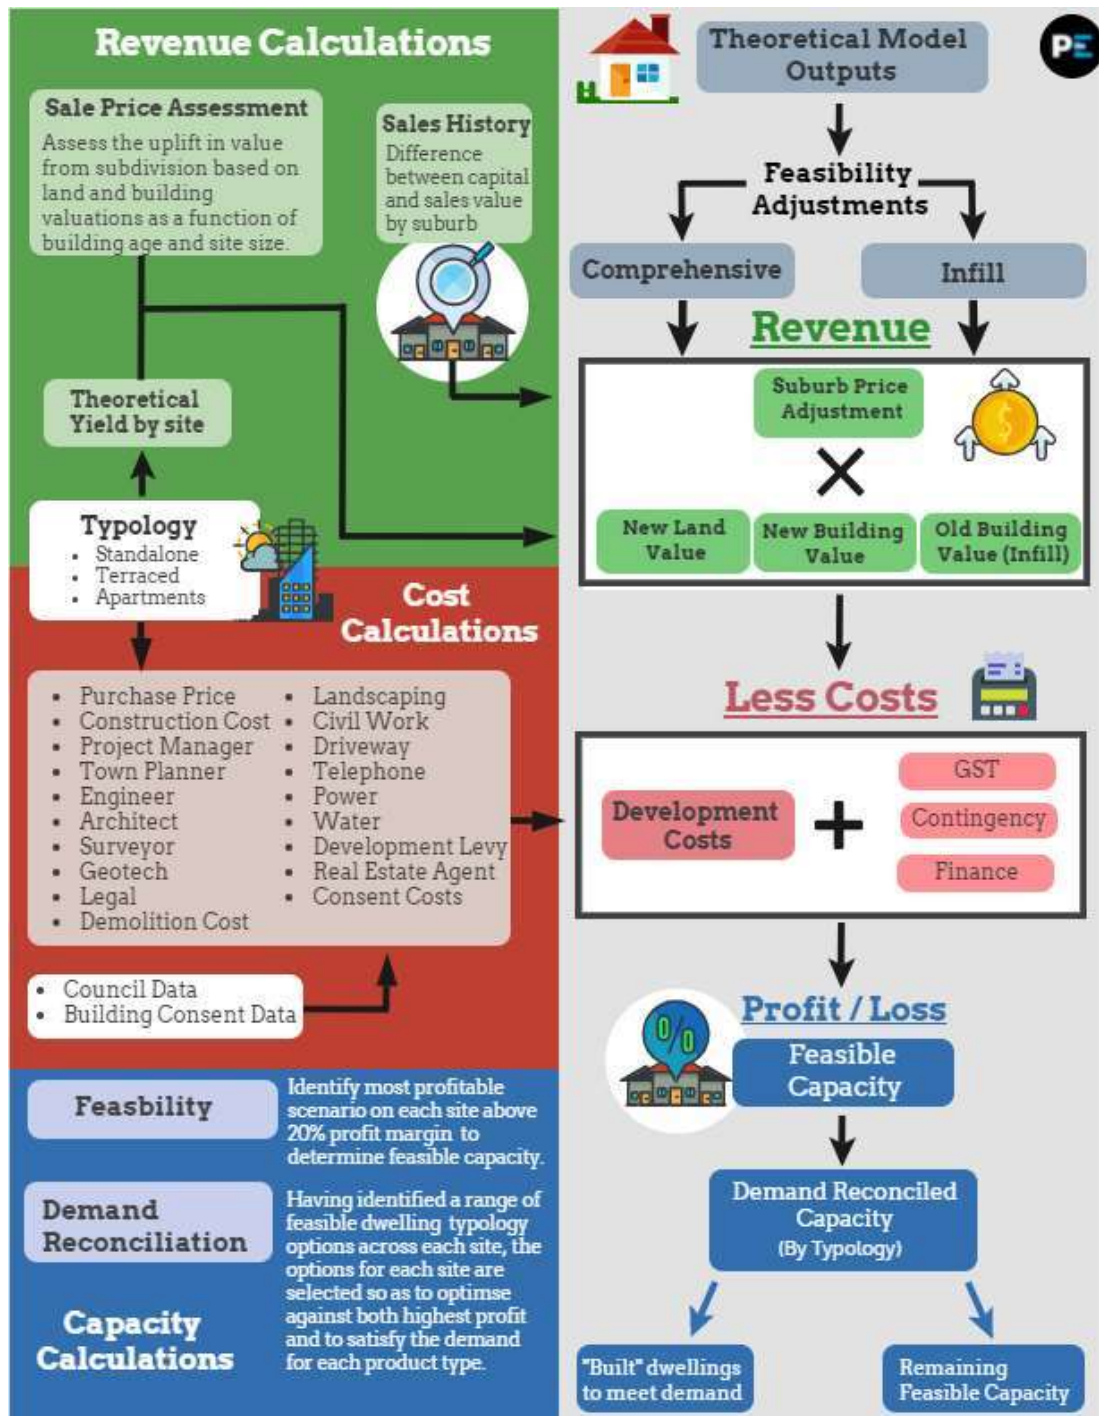 Revenue Calculations
Sale Price Assessment
Assess the uplift in value
from subdivision based on
land and building
valuations as a function of
building age and site size.
Sales History
Difference
between capital
and sales value
by suburb
Theoretical
Yield by site
Typology
• Standalone
• Terraced
• Apartments
Cost
Calculations
• Purchase Price
• Construction Cost
• Project Manager
• Town Planner
• Engineer
• Architect
• Surveyor
• Geotech
• Legal
• Demolition Cost
• Landscaping
• Civil Work
• Driveway
• Telephone
• Power
• Water
• Development Levy
• Real Estate Agent
• Consent Costs
• Council Data
• Building Consent Data
Feasbility
Identify most profitable
scenario on each site above
20% profit margin to
determine feasible capacity.
Demand
Reconciliation
Having identified a range of
feasible dwelling typology
options across each site, the
options for each site are
selected so as to optimse
against both highest profit
and to satisfy the demand
for each product type.
Capacity
Calculations
Theoretical Model
Outputs
PE
Feasibility
Adjustments
Comprehensive
Infill
Revenue
Suburb Price
Adjustment
$
×
New Land
Value
New Building
Value
Old Building
Value (Infill)
Less Costs
Development
Costs
+
GST
Contingency
Finance
Profit / Loss
0/0
Feasible
Capacity
Demand Reconciled
Capacity
(By Typology)
"Built" dwellings
to meet demand
Remaining
Feasible Capacity